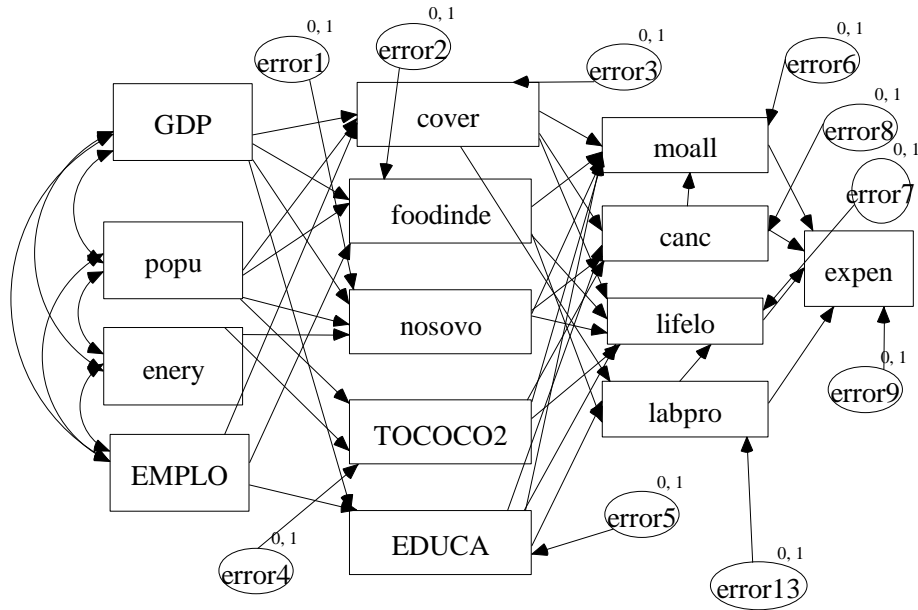 0, 1
error1
0, 1
error2
0, 1
error3
0, 1
error6
0, 1
error8
0, 1
error7
GDP
cover
moall
popu
foodinde
canc
expen
enery
nosovo
lifelo
EMPLO
TOCOCO2
labpro
EDUCA
0, 1
error9
0, 1
error4
0, 1
error5
0, 1
error13